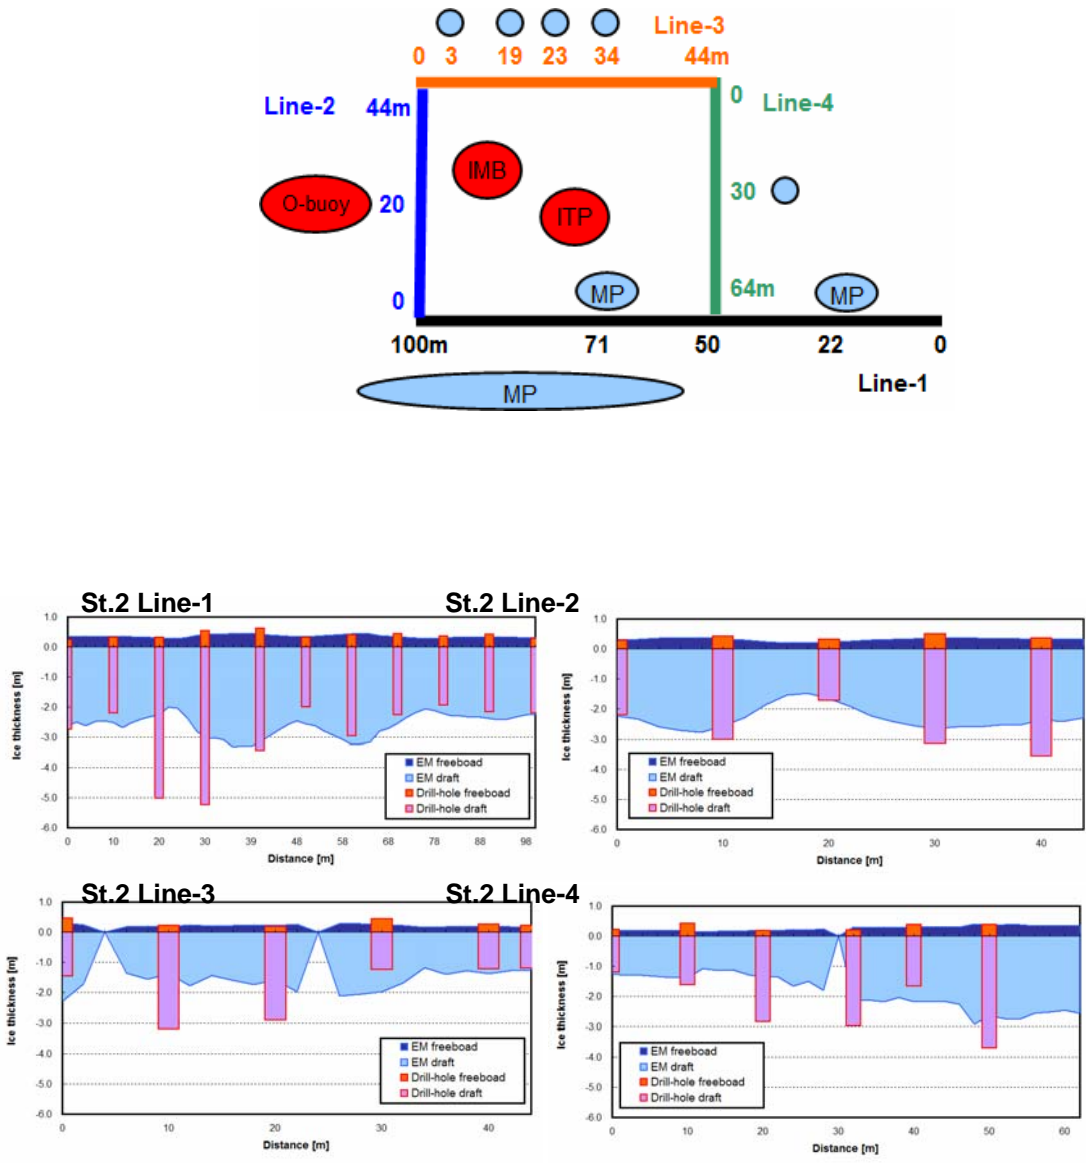 Line-3
0 3 19 23 34 44m
Line-2 44m
0 Line-4
IMB
O-buoy 20
ITP
30
0
MP
64m
MP
100m 71 50 22 0
Line-1
MP
St.2 Line-1
1.0
0.0
-1.0
-2.0
-3.0
-4.0
-5.0
-6.0
Ice thickness [m]
EM freeboad
EM draft
Drill-hole freeboad
Drill-hole draft
0 10 20 30 39 48 58 68 78 88 98
Distance [m]
St.2 Line-2
1.0
0.0
-1.0
-2.0
-3.0
-4.0
-5.0
-6.0
Ice thickness [m]
EM freeboad
EM draft
Drill-hole freeboad
Drill-hole draft
0 10 20 30 40
Distance [m]
St.2 Line-3
1.0
0.0
-1.0
-2.0
-3.0
-4.0
-5.0
-6.0
Ice thickness [m]
EM freeboad
EM draft
Drill-hole freeboad
Drill-hole draft
0 10 20 30 40
Distance [m]
St.2 Line-4
1.0
0.0
-1.0
-2.0
-3.0
-4.0
-5.0
-6.0
Ice thickness [m]
EM freeboad
EM draft
Drill-hole freeboad
Drill-hole draft
0 10 20 30 40 50 60
Distance [m]